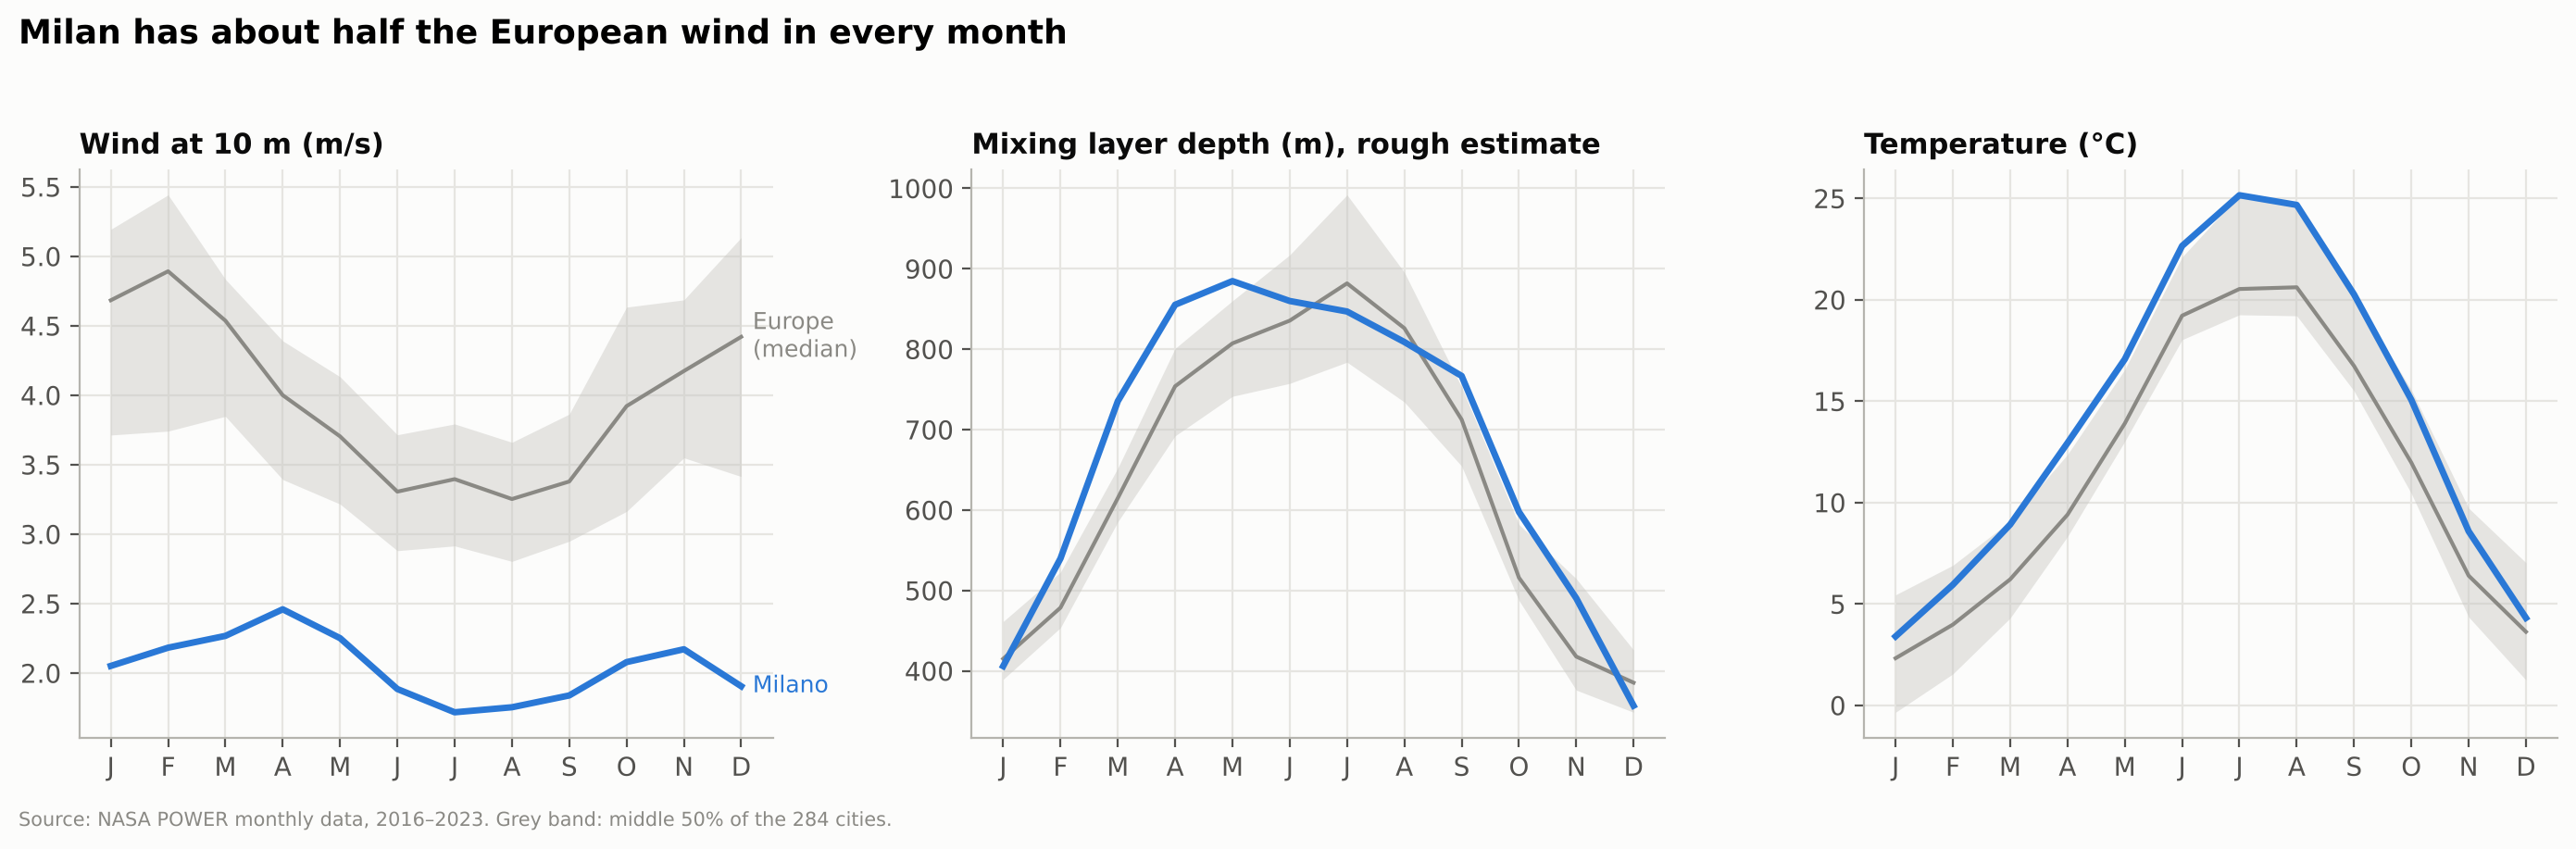 Milan has about half the European wind in every month
Wind at 10 m (m/s)
5.5
5.0
4.5
4.0
3.5
3.0
2.5
2.0
Europe
(median)
Milano
J F M A M J J A S O N D
Mixing layer depth (m), rough estimate
1000
900
800
700
600
500
400
J F M A M J J A S O N D
Temperature (°C)
25
20
15
10
5
0
J F M A M J J A S O N D
Source: NASA POWER monthly data, 2016–2023. Grey band: middle 50% of the 284 cities.